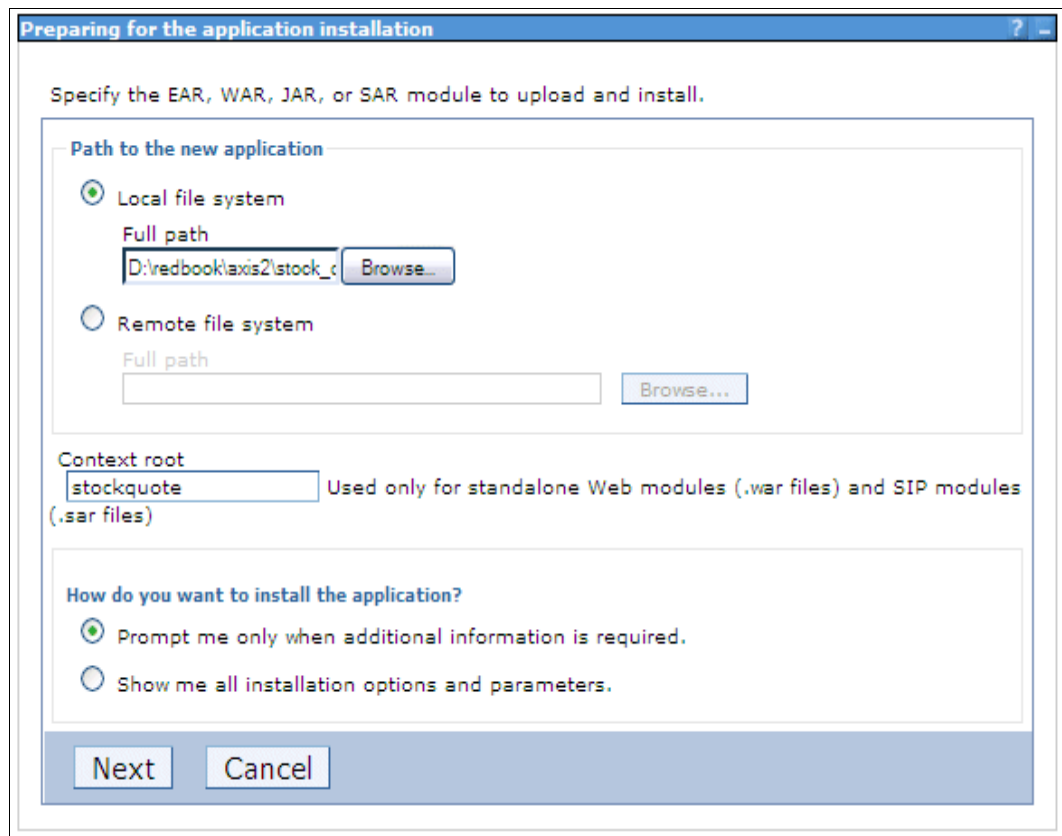 Preparing for the application installation ? –
Specify the EAR, WAR, JAR, or SAR module to upload and install.
Path to the new application
Local file system
Full path
D:\redbook\axis2\stock_ Browse...
Remote file system
Full path
Browse...
Context root
stockquote Used only for standalone Web modules (.war files) and SIP modules
(.sar files)
How do you want to install the application?
Prompt me only when additional information is required.
Show me all installation options and parameters.
Next Cancel